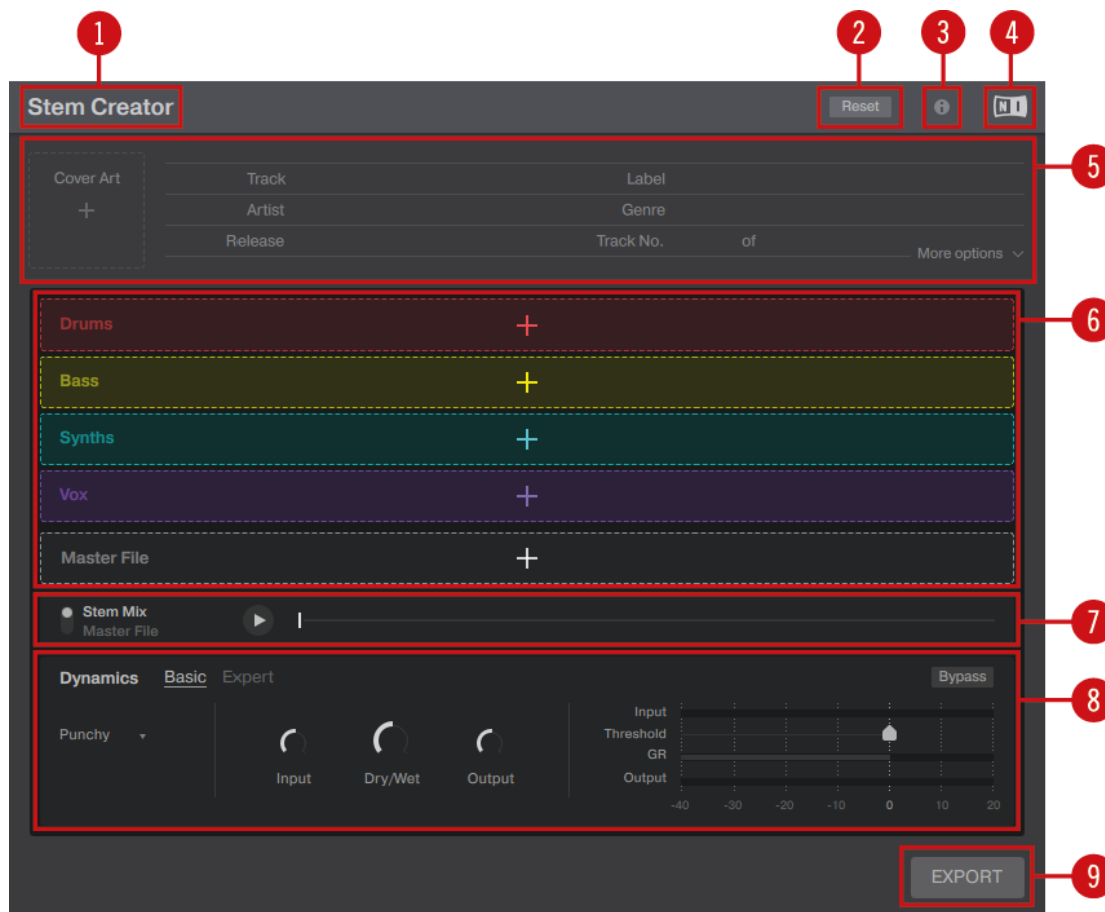 1
2
3
4
Stem Creator
Reset
i
NI
5
Cover Art
Track
Label
Artist
Genre
Release
Track No.
of
More options
6
Drums
Bass
Synths
Vox
Master File
7
Stem Mix
Master File
8
Dynamics
Basic
Expert
Bypass
Punchy
Input
Dry/Wet
Output
Input
Threshold
GR
Output
-40 -30 -20 -10 0 10 20
9
EXPORT